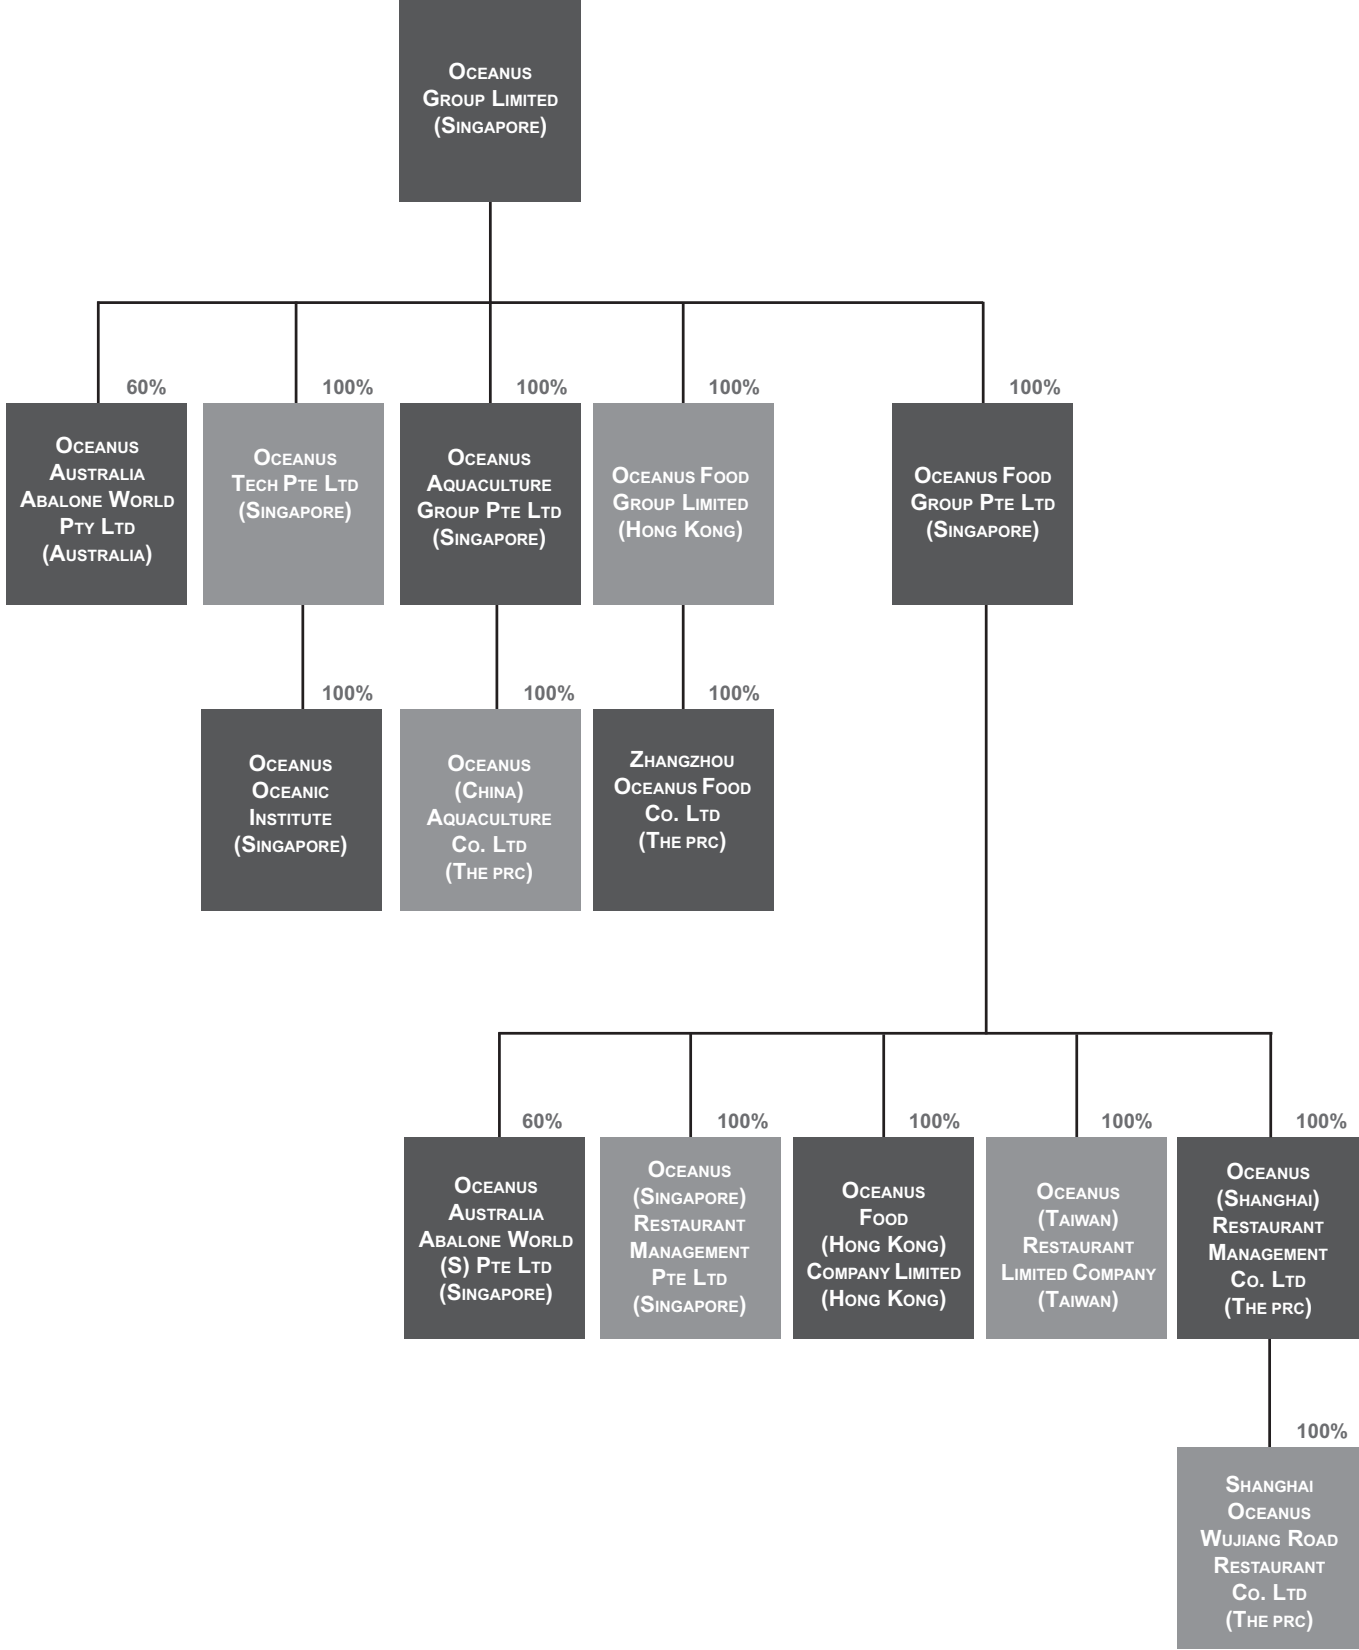 Oceanus
Group Limited
(Singapore)
60%
100%
100%
100%
100%
Oceanus
Australia
Abalone World
Pty Ltd
(Australia)
Oceanus
Tech Pte Ltd
(Singapore)
Oceanus
Aquaculture
Group Pte Ltd
(Singapore)
Oceanus Food
Group Limited
(Hong Kong)
Oceanus Food
Group Pte Ltd
(Singapore)
100%
100%
100%
Oceanus
Oceanic
Institute
(Singapore)
Oceanus
(China)
Aquaculture
Co. Ltd
(The prc)
Zhangzhou
Oceanus Food
Co. Ltd
(The prc)
60%
100%
100%
100%
100%
Oceanus
Australia
Abalone World
(S) Pte Ltd
(Singapore)
Oceanus
(Singapore)
Restaurant
Management
Pte Ltd
(Singapore)
Oceanus
Food
(Hong Kong)
Company Limited
(Hong Kong)
Oceanus
(Taiwan)
Restaurant
Limited Company
(Taiwan)
Oceanus
(Shanghai)
Restaurant
Management
Co. Ltd
(The prc)
100%
Shanghai
Oceanus
Wujiang Road
Restaurant
Co. Ltd
(The prc)